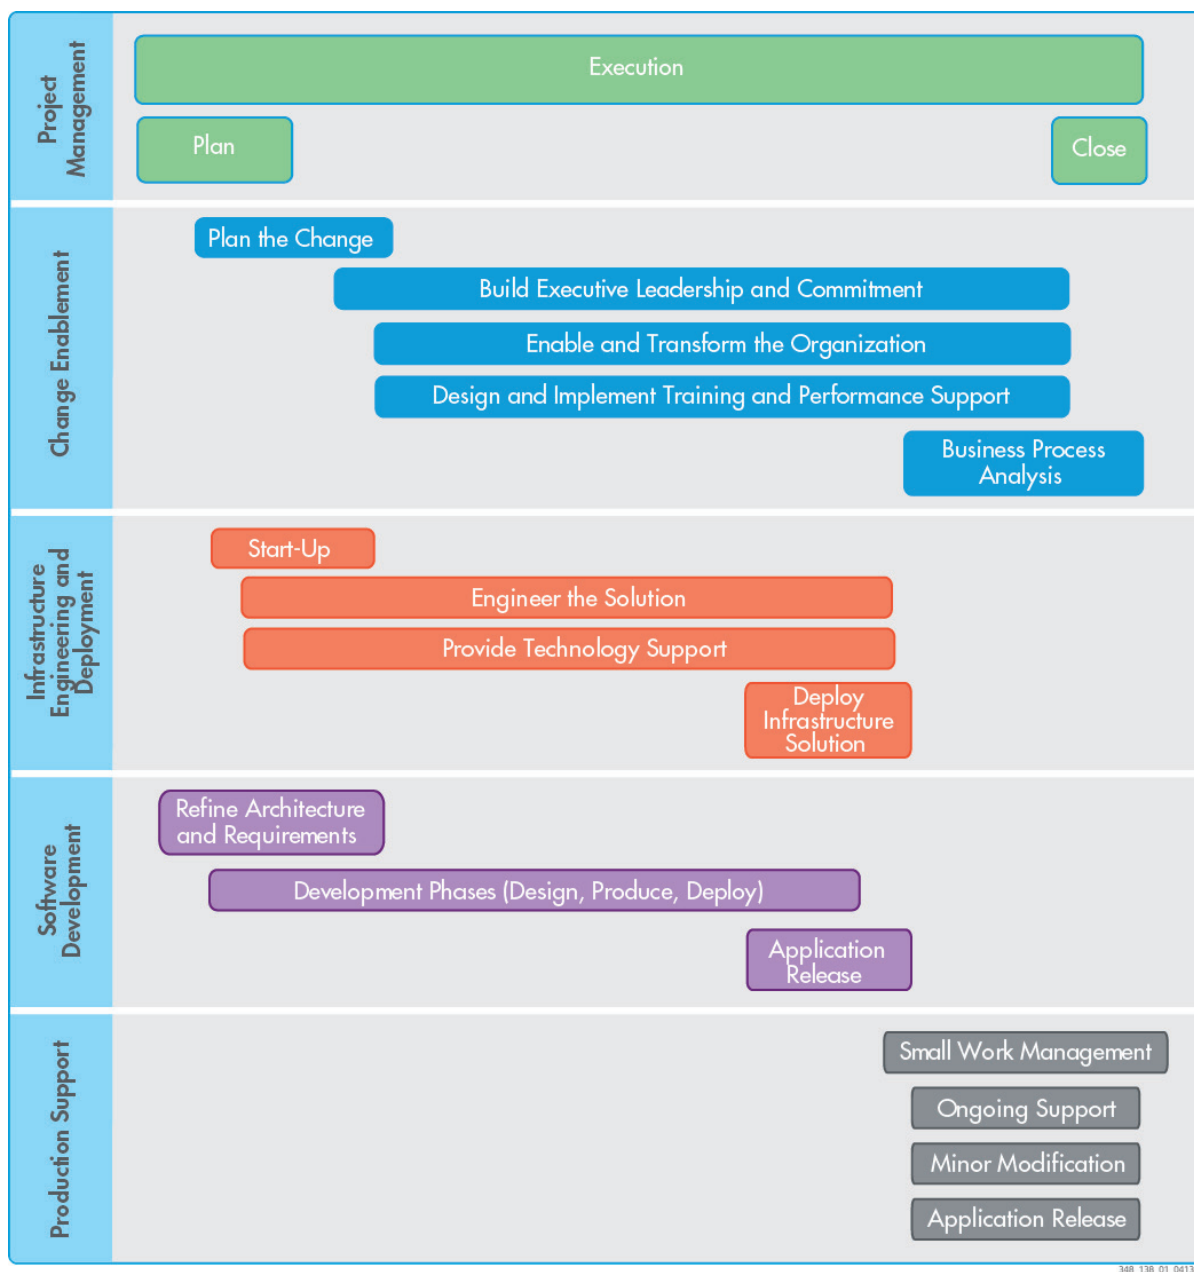 Project
Management
Execution
Plan
Close
Change Enablement
Plan the Change
Build Executive Leadership and Commitment
Enable and Transform the Organization
Design and Implement Training and Performance Support
Business Process
Analysis
Infrastructure
Engineering and
Deployment
Start-Up
Engineer the Solution
Provide Technology Support
Deploy
Infrastructure
Solution
Software
Development
Refine Architecture
and Requirements
Development Phases (Design, Produce, Deploy)
Application
Release
Production Support
Small Work Management
Ongoing Support
Minor Modification
Application Release
348_138_01_0413